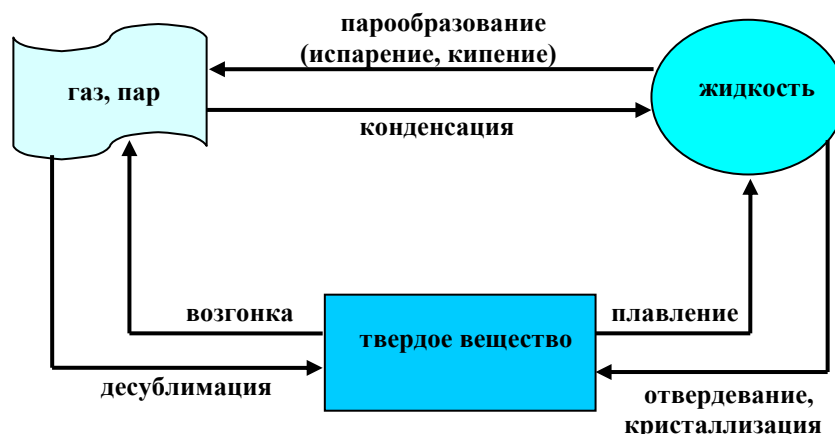 парообразование
(испарение, кипение)
газ, пар
жидкость
конденсация
возгонка
плавление
твердое вещество
десублимация
отвердевание,
кристаллизация